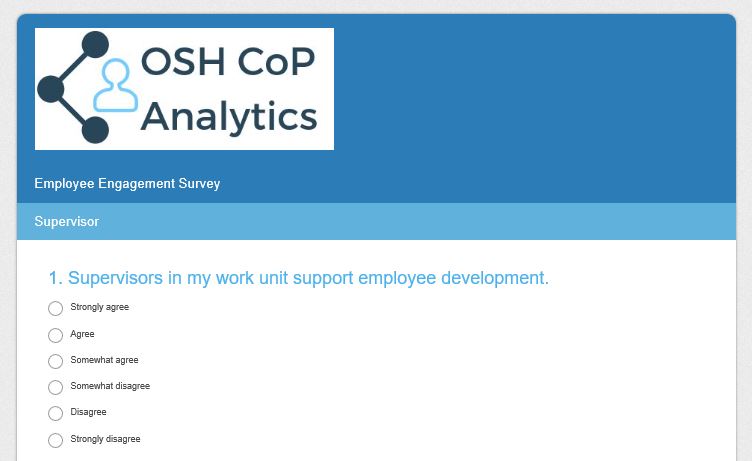 OSH CoP
Analytics
Employee Engagement Survey
Supervisor
1. Supervisors in my work unit support employee development.
Strongly agree
Agree
Somewhat agree
Somewhat disagree
Disagree
Strongly disagree